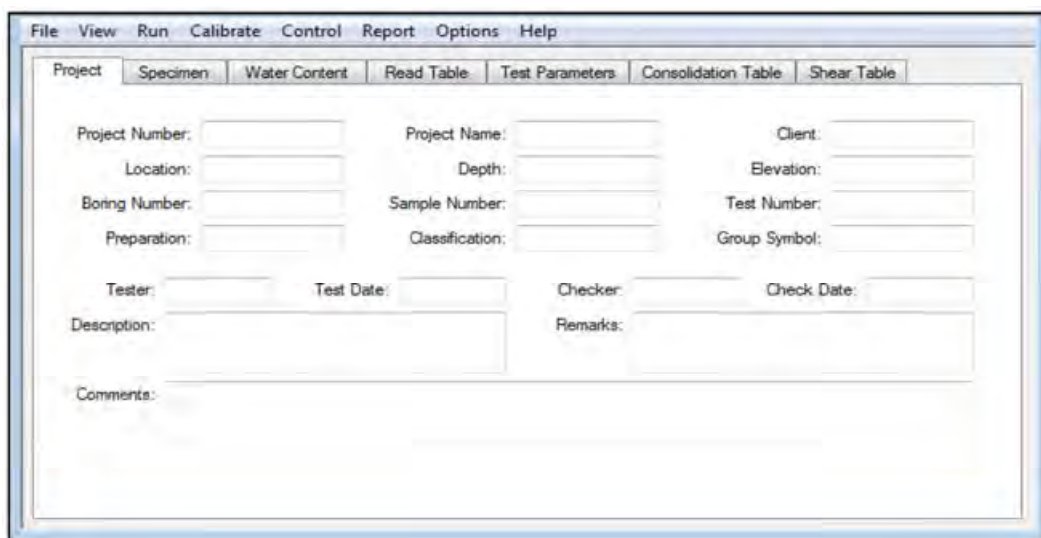 File View Run Calibrate Control Report Options Help
Project Specimen Water Content Read Table Test Parameters Consolidation Table Shear Table
Project Number: Project Name: Client:
Location: Depth: Elevation:
Boring Number: Sample Number: Test Number:
Preparation: Classification: Group Symbol:
Tester: Test Date: Checker: Check Date:
Description: Remarks:
Comments: